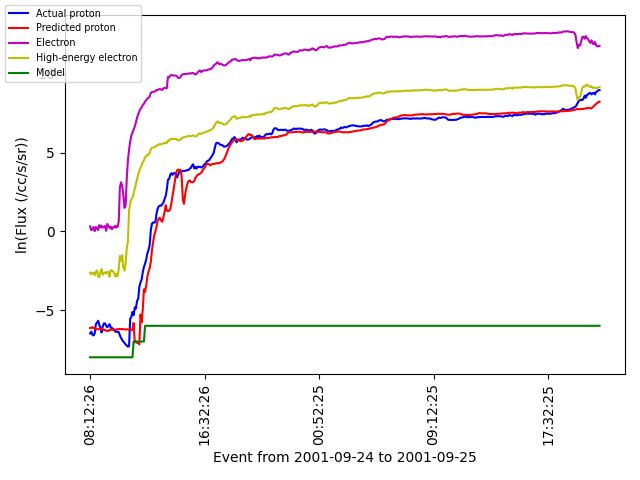 Actual proton
Predicted proton
Electron
High-energy electron
Model
5
0
−5
ln(Flux (/cc/s/sr))
08:12:26
16:32:26
00:52:25
09:12:25
17:32:25
Event from 2001-09-24 to 2001-09-25